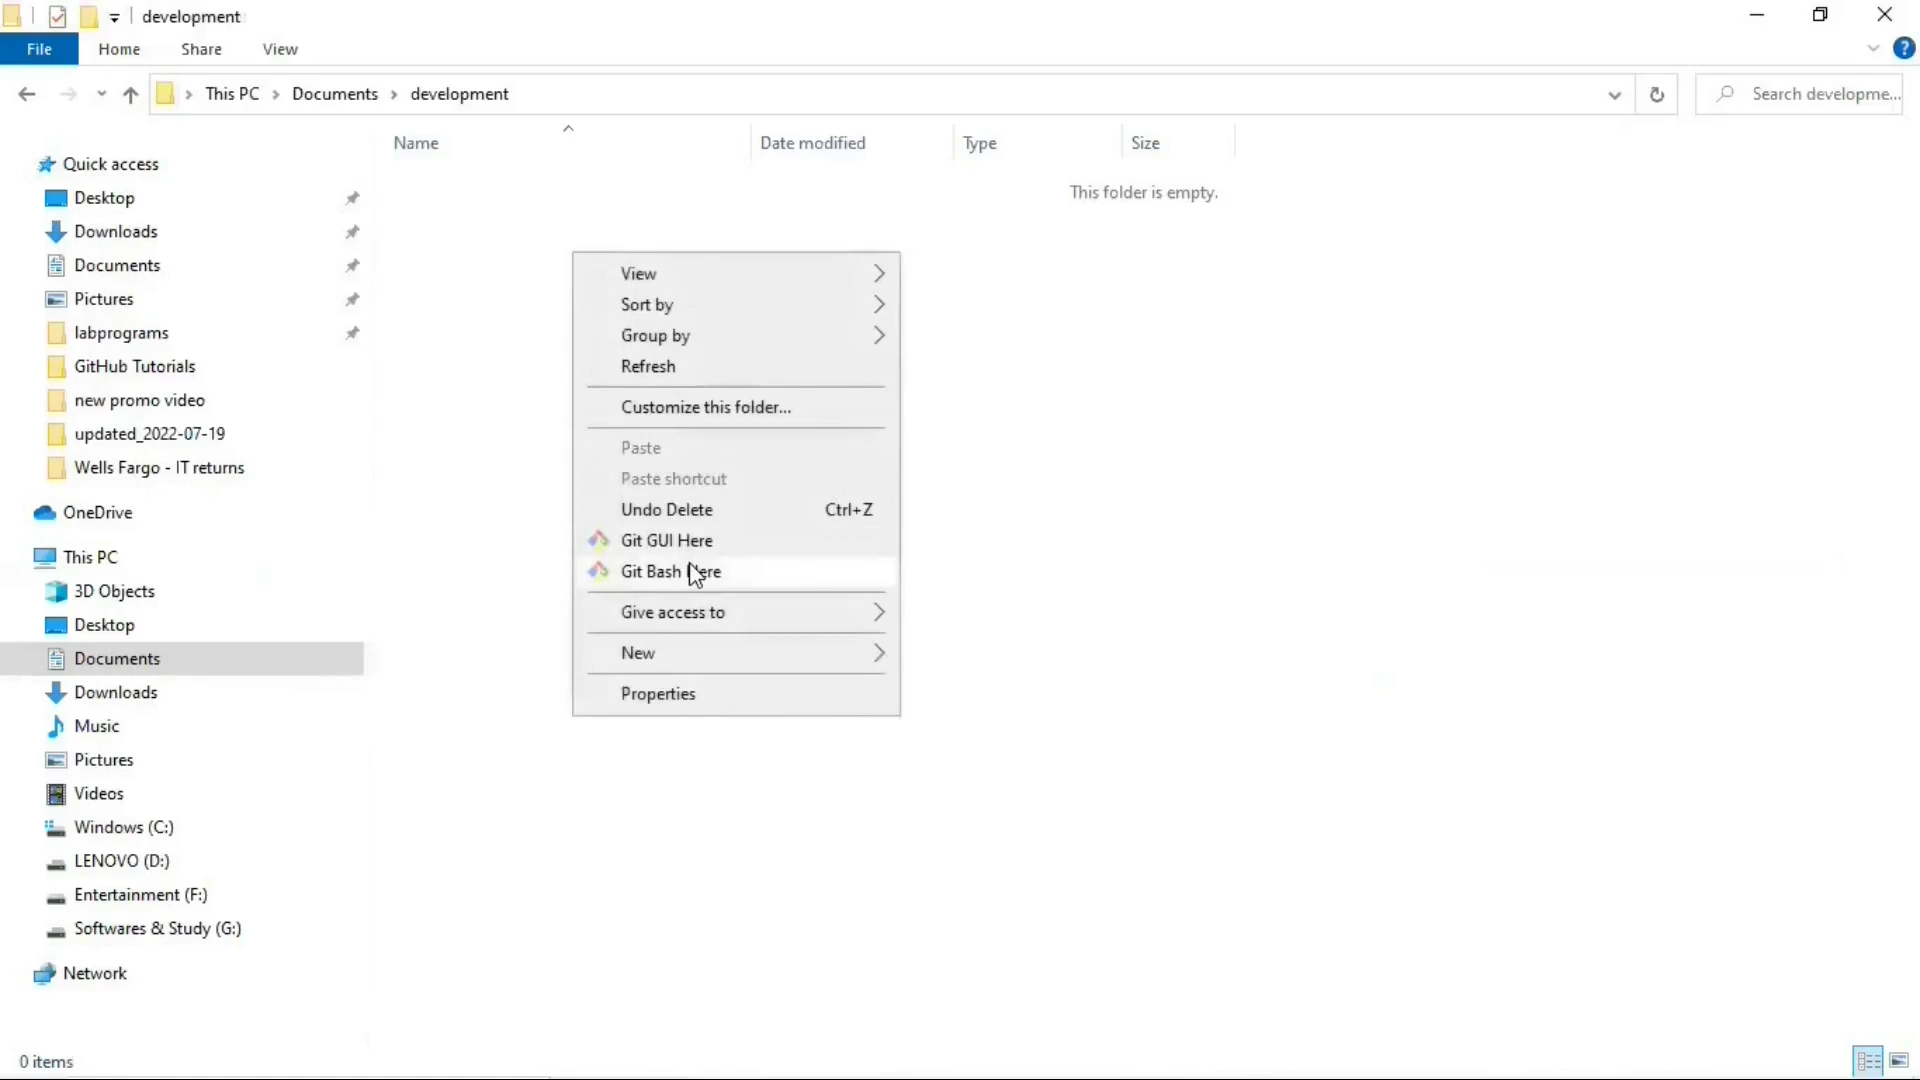 development
File Home Share View
This PC Documents development
Search developme...
Name Date modified Type Size
This folder is empty.
Quick access
Desktop
Downloads
Documents
Pictures
labprograms
GitHub Tutorials
new promo video
updated_2022-07-19
Wells Fargo - IT returns
OneDrive
This PC
3D Objects
Desktop
Documents
Downloads
Music
Pictures
Videos
Windows (C:)
LENOVO (D:)
Entertainment (F:)
Softwares & Study (G:)
Network
View
Sort by
Group by
Refresh
Customize this folder...
Paste
Paste shortcut
Undo Delete Ctrl+Z
Git GUI Here
Git Bash Here
Give access to
New
Properties
0 items